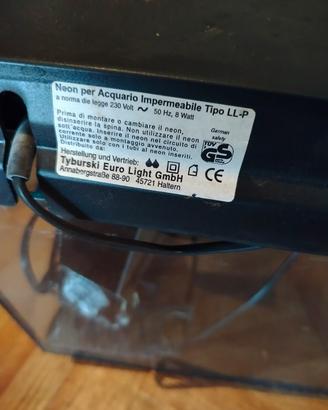 Neon per Acquario Impermeabile Tipo LL-P
a norma die legge 230 Volt ~ 50 Hz, 8 Watt
Prima di montare o cambiare il neon,
disinserire la spina. Non utilizzare il neon
sott acqua. Inserire il neon nel circuito di
corrente solo a montaggio avvenuto.
Utilizzare solo con i tubi al neon inseriti.
Distribuito da:
German
safety
TÜV
GS
Herstellung und Vertrieb:
Tyburski Euro Light GmbH
Annabergstraße 88-90 45721 Haltern
CE